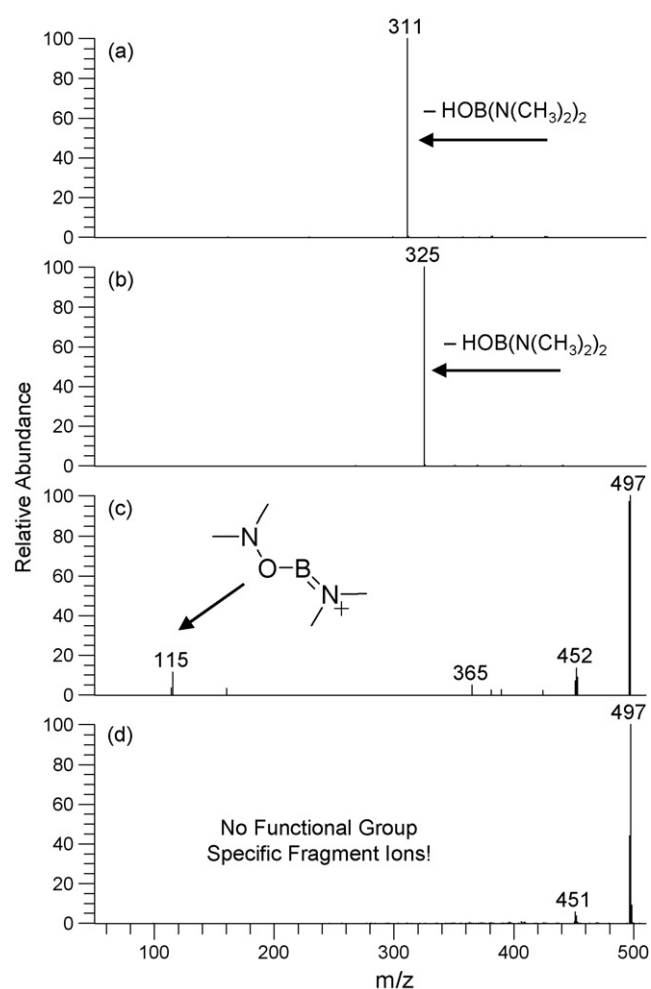 311
100
(a)
80
– HOB(N(CH₃)₂)₂
60
40
20
0
325
100
(b)
80
– HOB(N(CH₃)₂)₂
60
40
20
0
Relative Abundance
497
100
(c)
80
N
O–B
60
N
+
40
20
115
365
452
0
497
100
(d)
80
60
No Functional Group
40
Specific Fragment Ions!
20
451
0
100 200 300 400 500
m/z